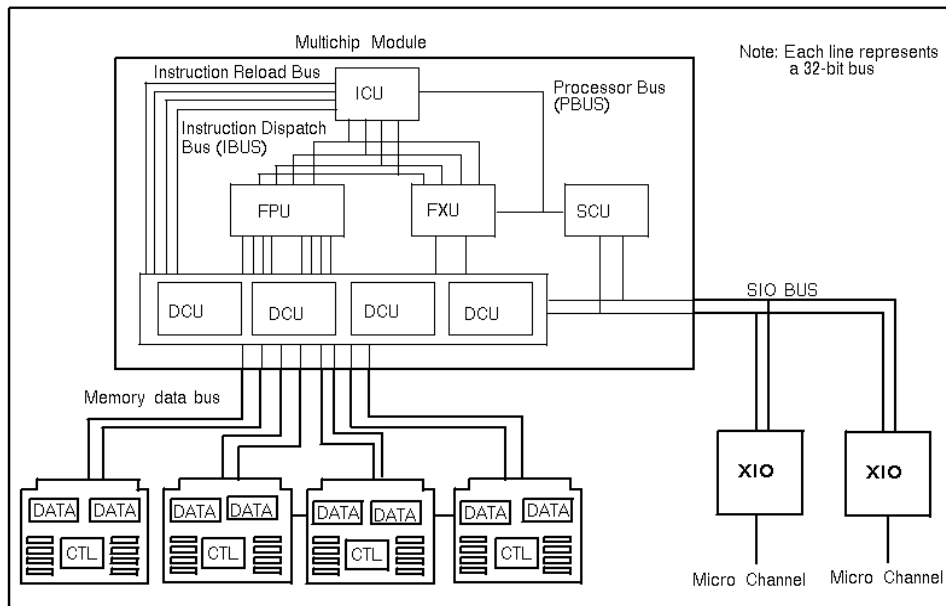 Multichip Module
Note: Each line represents
a 32-bit bus
Instruction Reload Bus
ICU
Processor Bus
(PBUS)
Instruction Dispatch
Bus (IBUS)
FPU
FXU
SCU
SIO BUS
DCU
DCU
DCU
DCU
Memory data bus
XIO
XIO
DATA
DATA
DATA
DATA
DATA
DATA
DATA
DATA
CTL
CTL
CTL
CTL
Micro Channel
Micro Channel